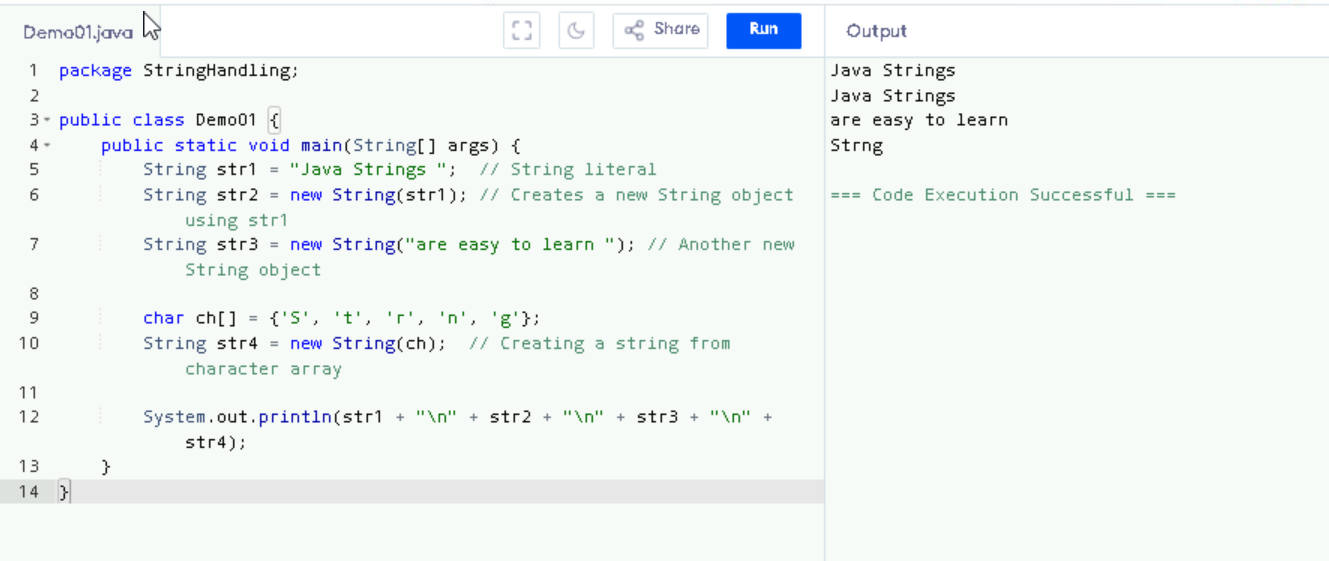 Demo01.java
Share
Run
Output
1 package StringHandling;
2
3 public class Demo01 {
4 public static void main(String[] args) {
5 String str1 = "Java Strings ";  // String literal
6 String str2 = new String(str1); // Creates a new String object
using str1
7 String str3 = new String("are easy to learn "); // Another new
String object
8
9 char ch[] = {'S', 't', 'r', 'n', 'g'};
10 String str4 = new String(ch);  // Creating a string from
character array
11
12 System.out.println(str1 + "\n" + str2 + "\n" + str3 + "\n" +
str4);
13 }
14 }
Java Strings
Java Strings
are easy to learn
Strng
=== Code Execution Successful ===